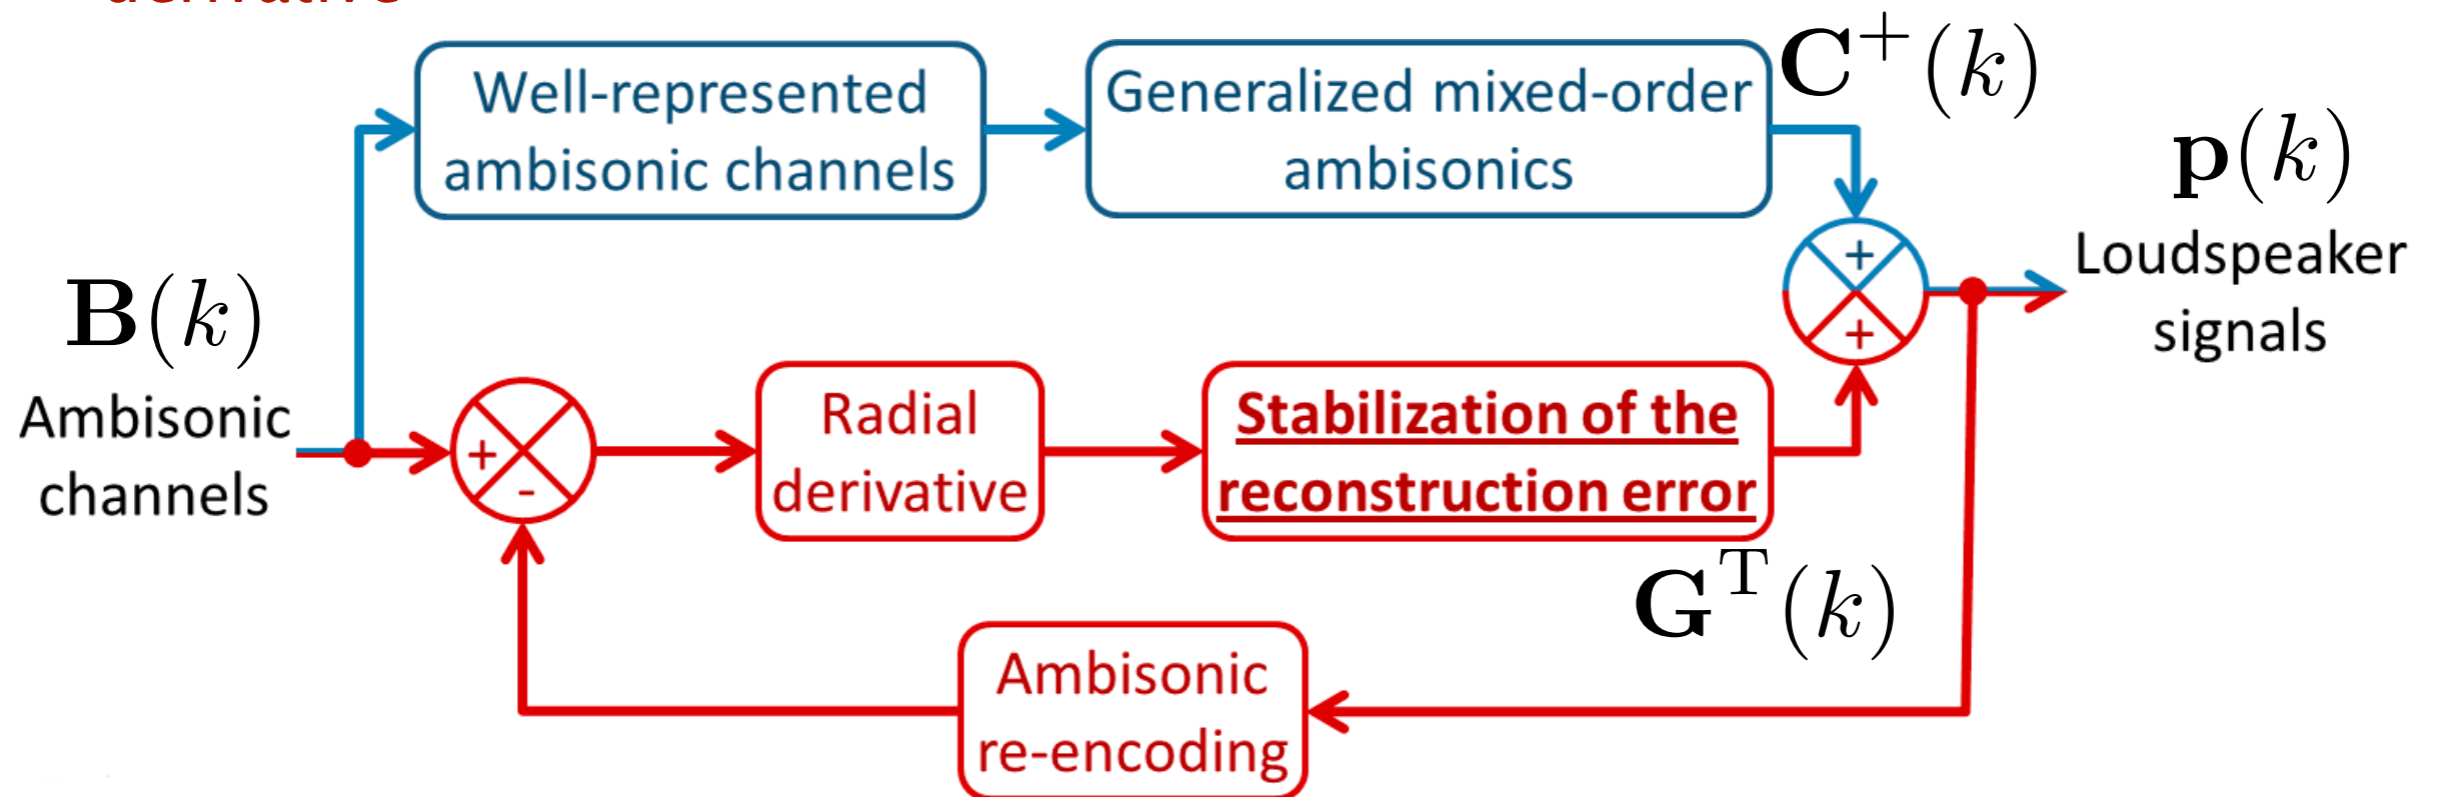 derivative
Well-represented
ambisonic channels
Generalized mixed-order
ambisonics
C⁺(k)
p(k)
Loudspeaker
signals
+
+
B(k)
Ambisonic
channels
+
-
Radial
derivative
Stabilization of the
reconstruction error
Gᵀ(k)
Ambisonic
re-encoding